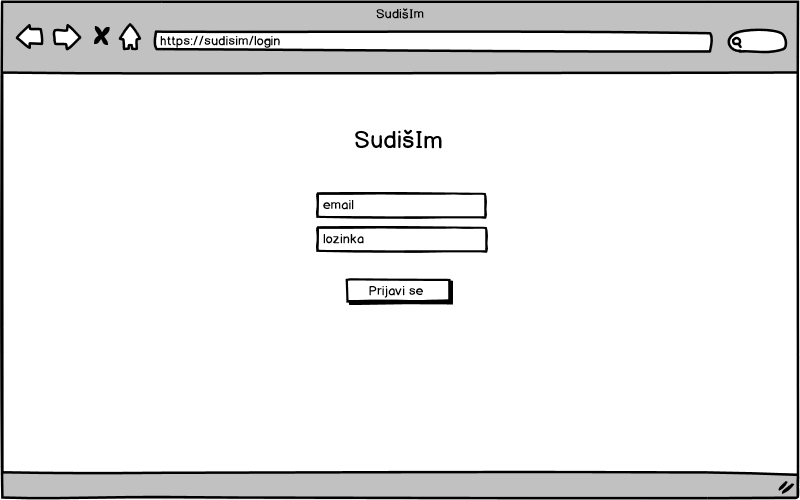 SudišIm
https://sudisim/login
SudišIm
email
lozinka
Prijavi se